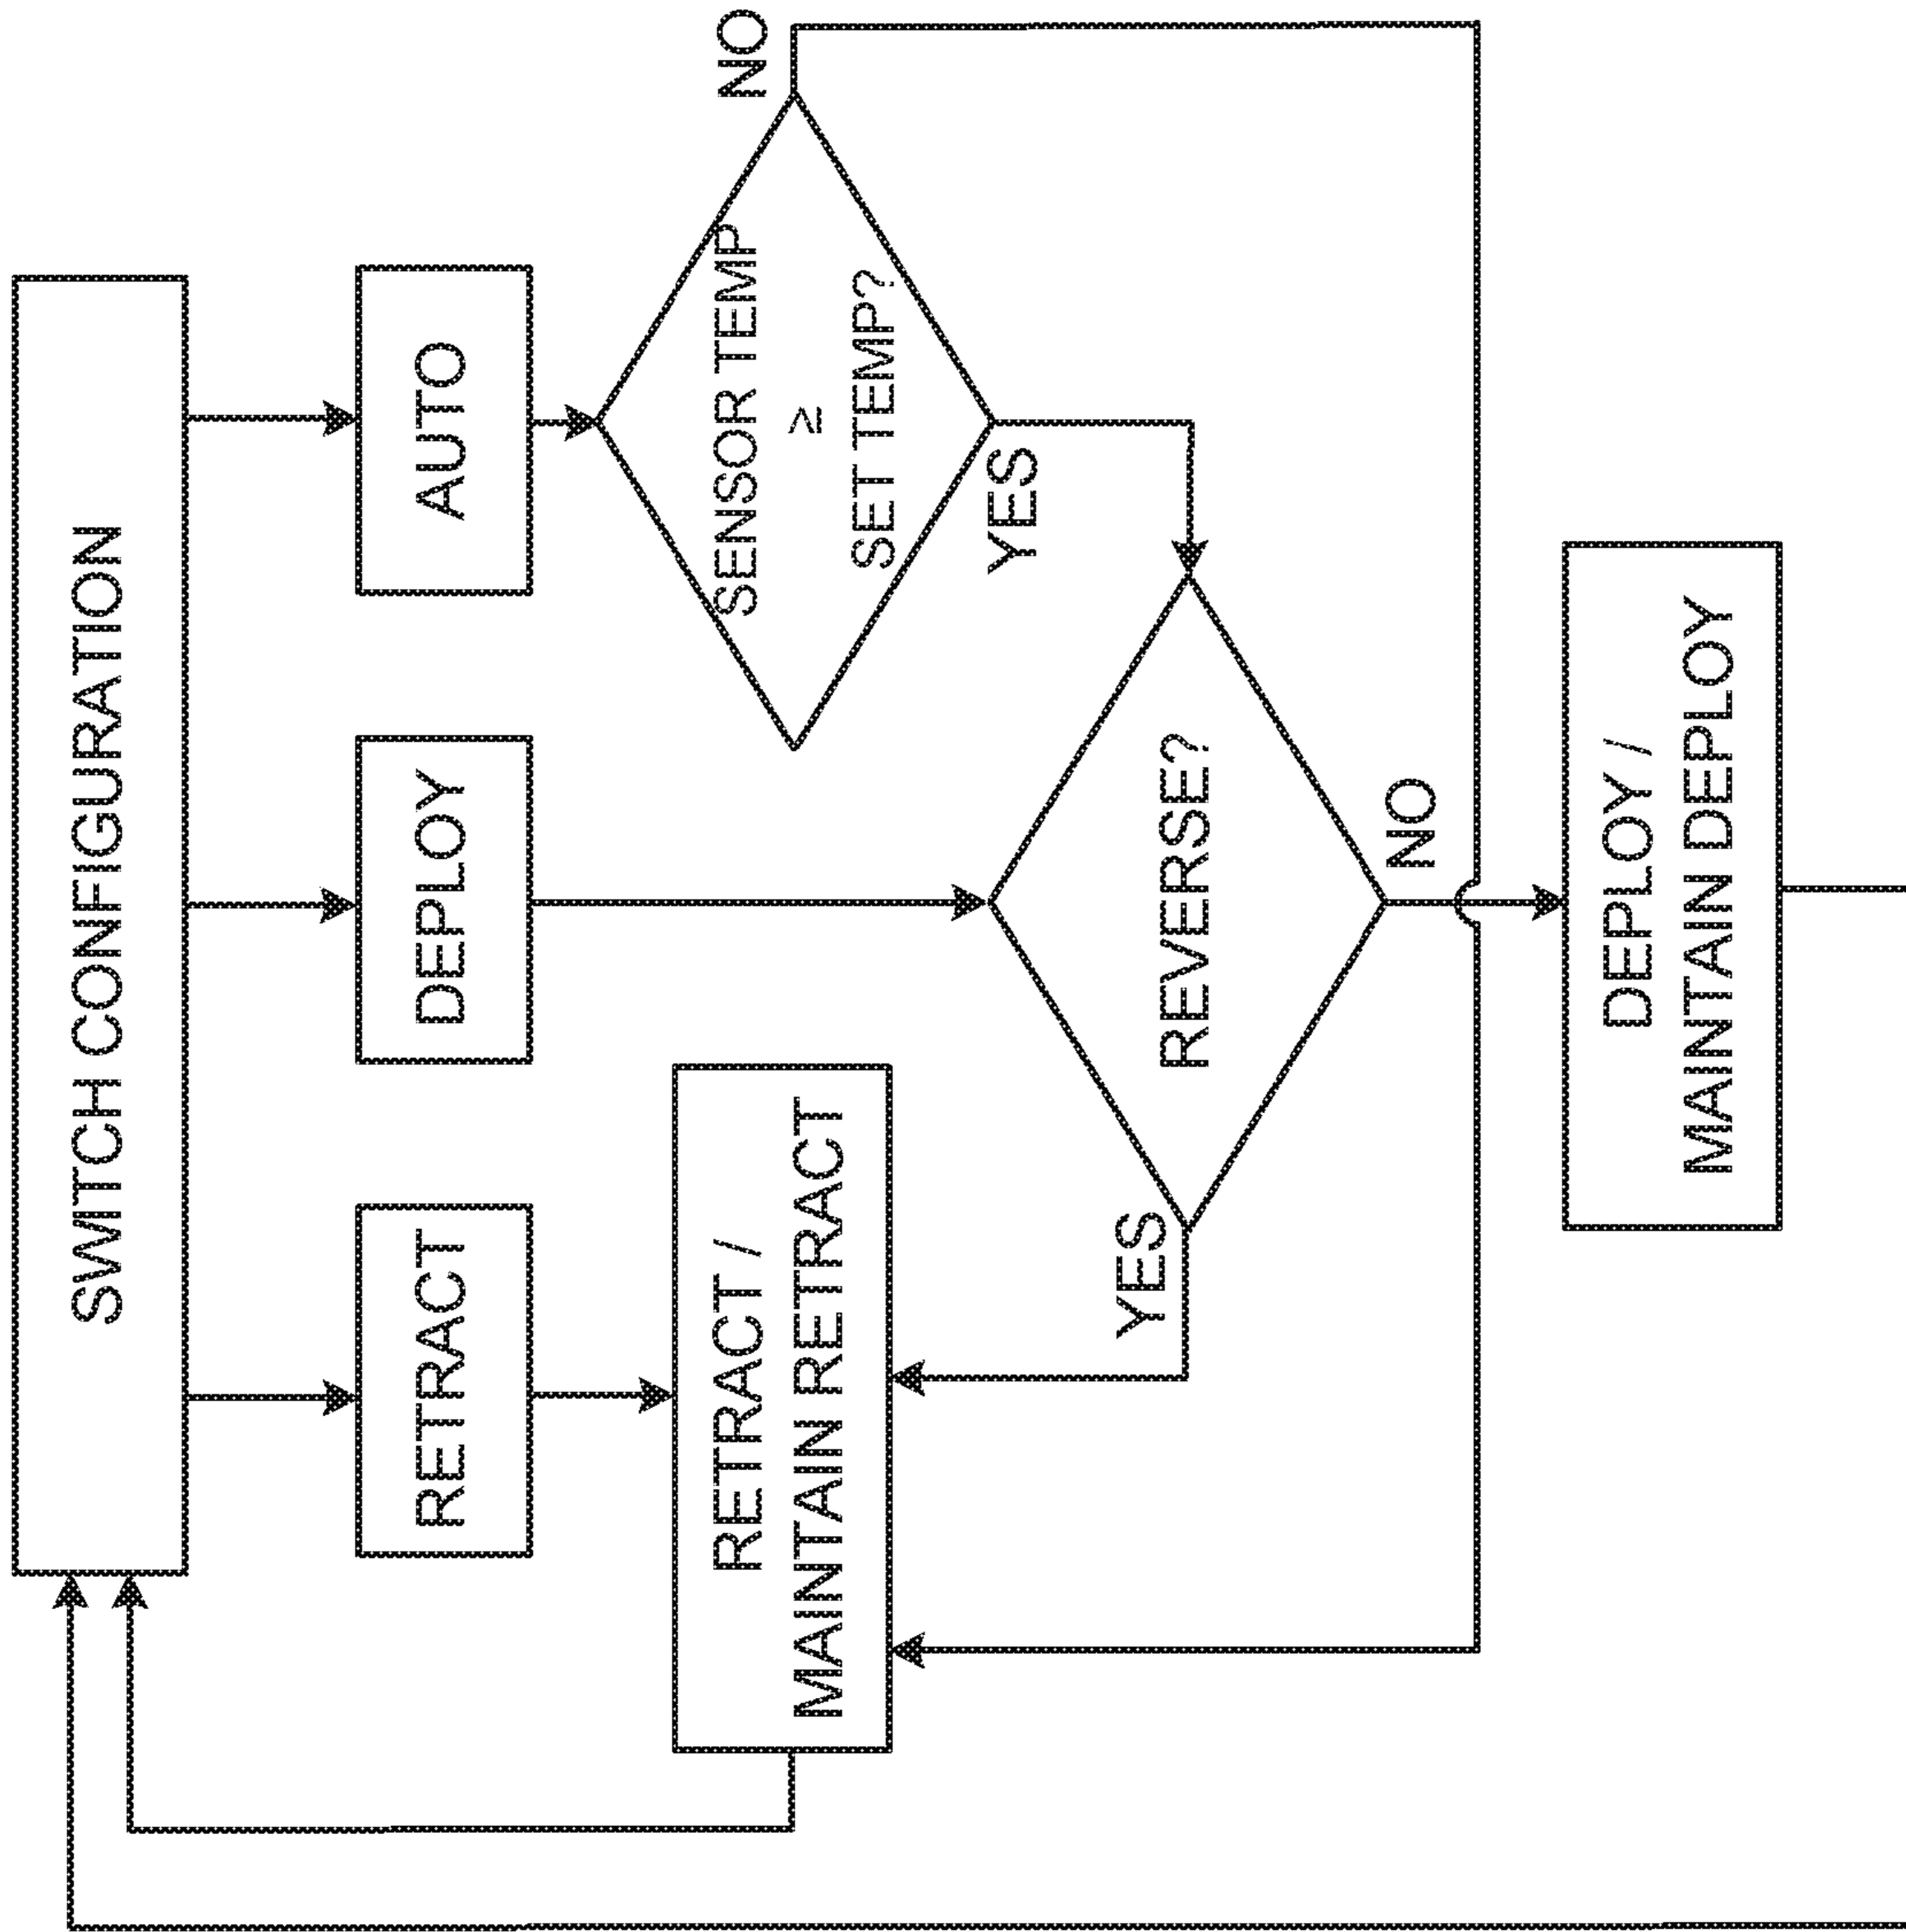 SWITCH CONFIGURATION
RETRACT
DEPLOY
AUTO
RETRACT /
MAINTAIN RETRACT
SENSOR TEMP
≥
SET TEMP?
NO
YES
REVERSE?
YES
NO
DEPLOY /
MAINTAIN DEPLOY